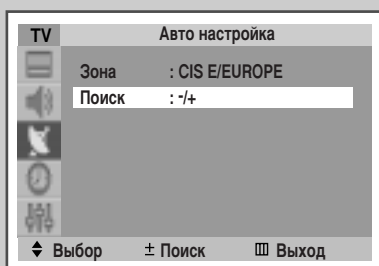 TV Авто настройка
Зона : CIS E/EUROPE
Поиск : -/+
Выбор ± Поиск Выход